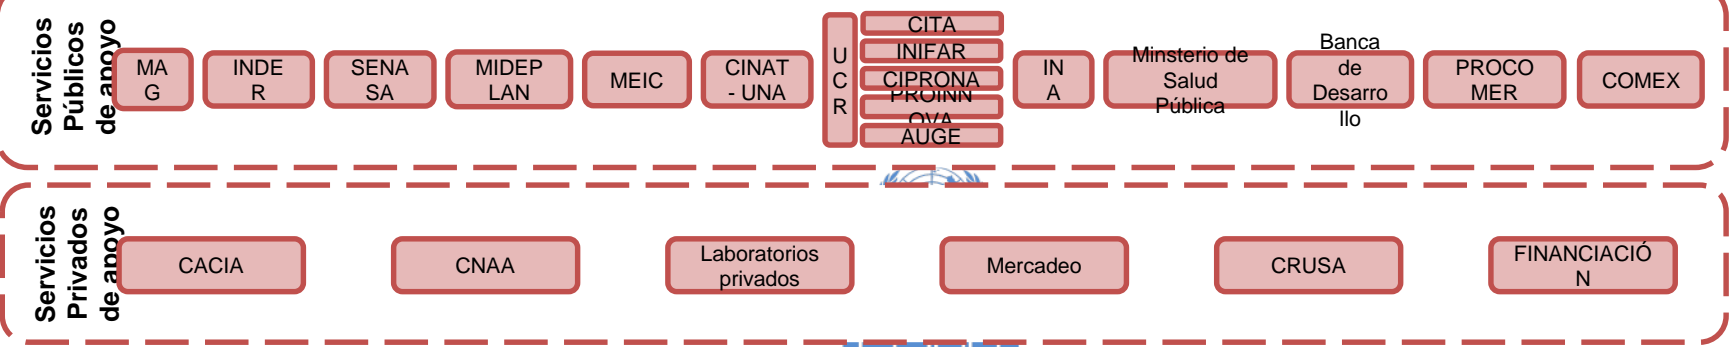 Servicios
Públicos
de apoyo
MA
G
INDE
R
SENA
SA
MIDEP
LAN
MEIC
CINAT
- UNA
U
C
R
CITA
INIFAR
CIPRONA
PROINN
OVA
AUGE
IN
A
Minsterio de
Salud
Pública
Banca
de
Desarro
llo
PROCO
MER
COMEX
Servicios
Privados
de apoyo
CACIA
CNAA
Laboratorios
privados
Mercadeo
CRUSA
FINANCIACIÓ
N